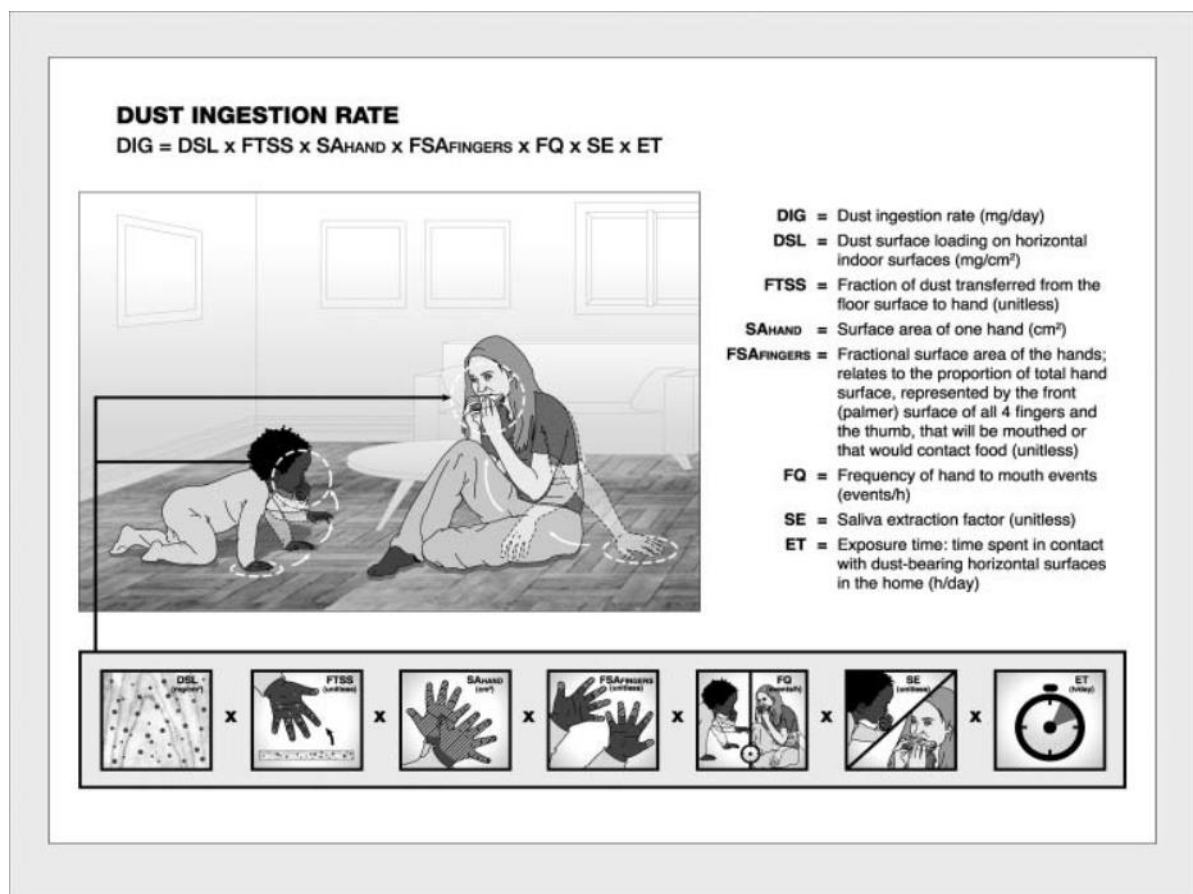 DUST INGESTION RATE
DIG = DSL x FTSS x SAHAND x FSAFINGERS x FQ x SE x ET
DIG = Dust ingestion rate (mg/day)
DSL = Dust surface loading on horizontal
indoor surfaces (mg/cm²)
FTSS = Fraction of dust transferred from the
floor surface to hand (unitless)
SAHAND = Surface area of one hand (cm²)
FSAFINGERS = Fractional surface area of the hands;
relates to the proportion of total hand
surface, represented by the front
(palmer) surface of all 4 fingers and
the thumb, that will be mouthed or
that would contact food (unitless)
FQ = Frequency of hand to mouth events
(events/h)
SE = Saliva extraction factor (unitless)
ET = Exposure time: time spent in contact
with dust-bearing horizontal surfaces
in the home (h/day)
DSL
(mg/cm²)
x
FTSS
(unitless)
x
SAHAND
(cm²)
x
FSAFINGERS
(unitless)
x
FQ
(events/h)
x
SE
(unitless)
x
ET
(h/day)